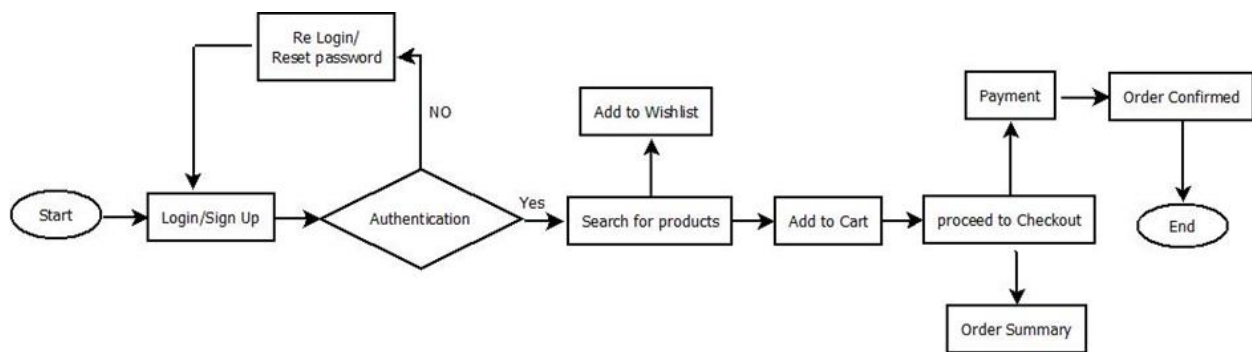 Re Login/
Reset password
NO
Add to Wishlist
Payment
Order Confirmed
Start
Login/Sign Up
Authentication
Yes
Search for products
Add to Cart
proceed to Checkout
End
Order Summary